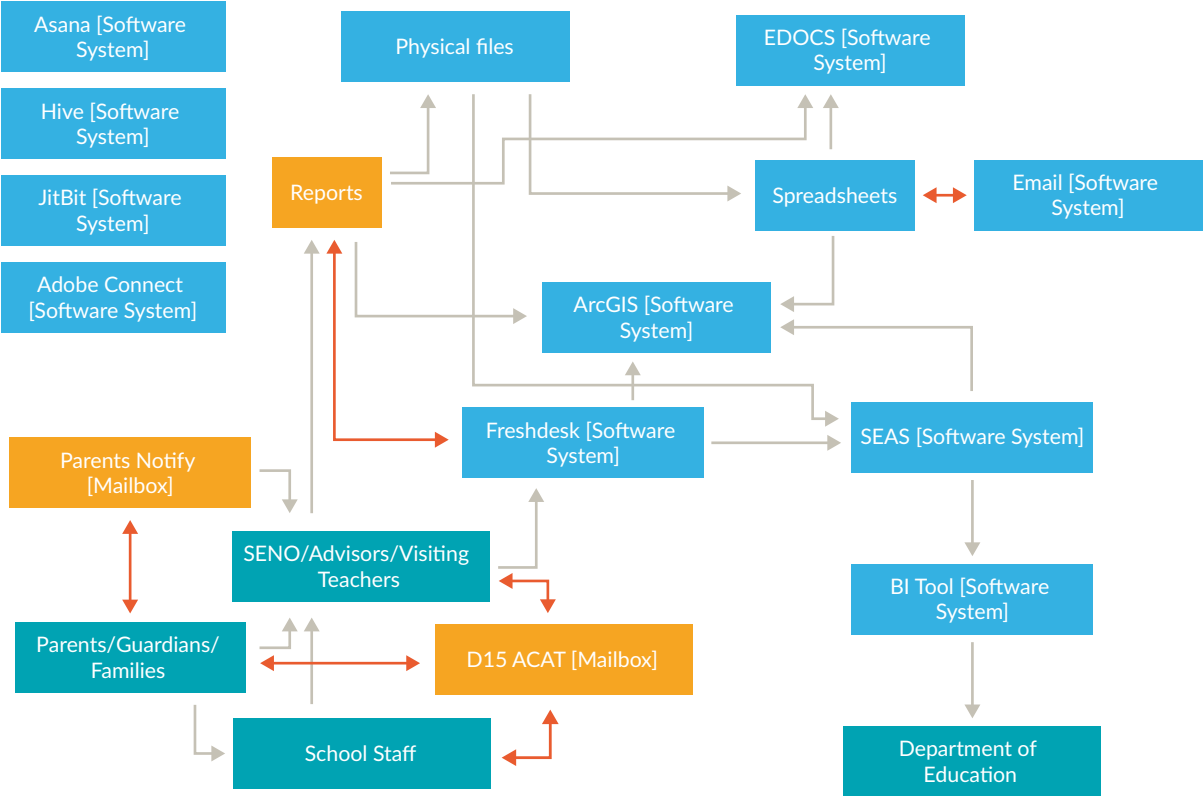 Asana [Software
System]
Hive [Software
System]
JitBit [Software
System]
Adobe Connect
[Software System]
Physical files
EDOCS [Software
System]
Reports
Spreadsheets
Email [Software
System]
ArcGIS [Software
System]
Freshdesk [Software
System]
SEAS [Software System]
Parents Notify
[Mailbox]
SENO/Advisors/Visiting
Teachers
BI Tool [Software
System]
Parents/Guardians/
Families
D15 ACAT [Mailbox]
School Staff
Department of
Education